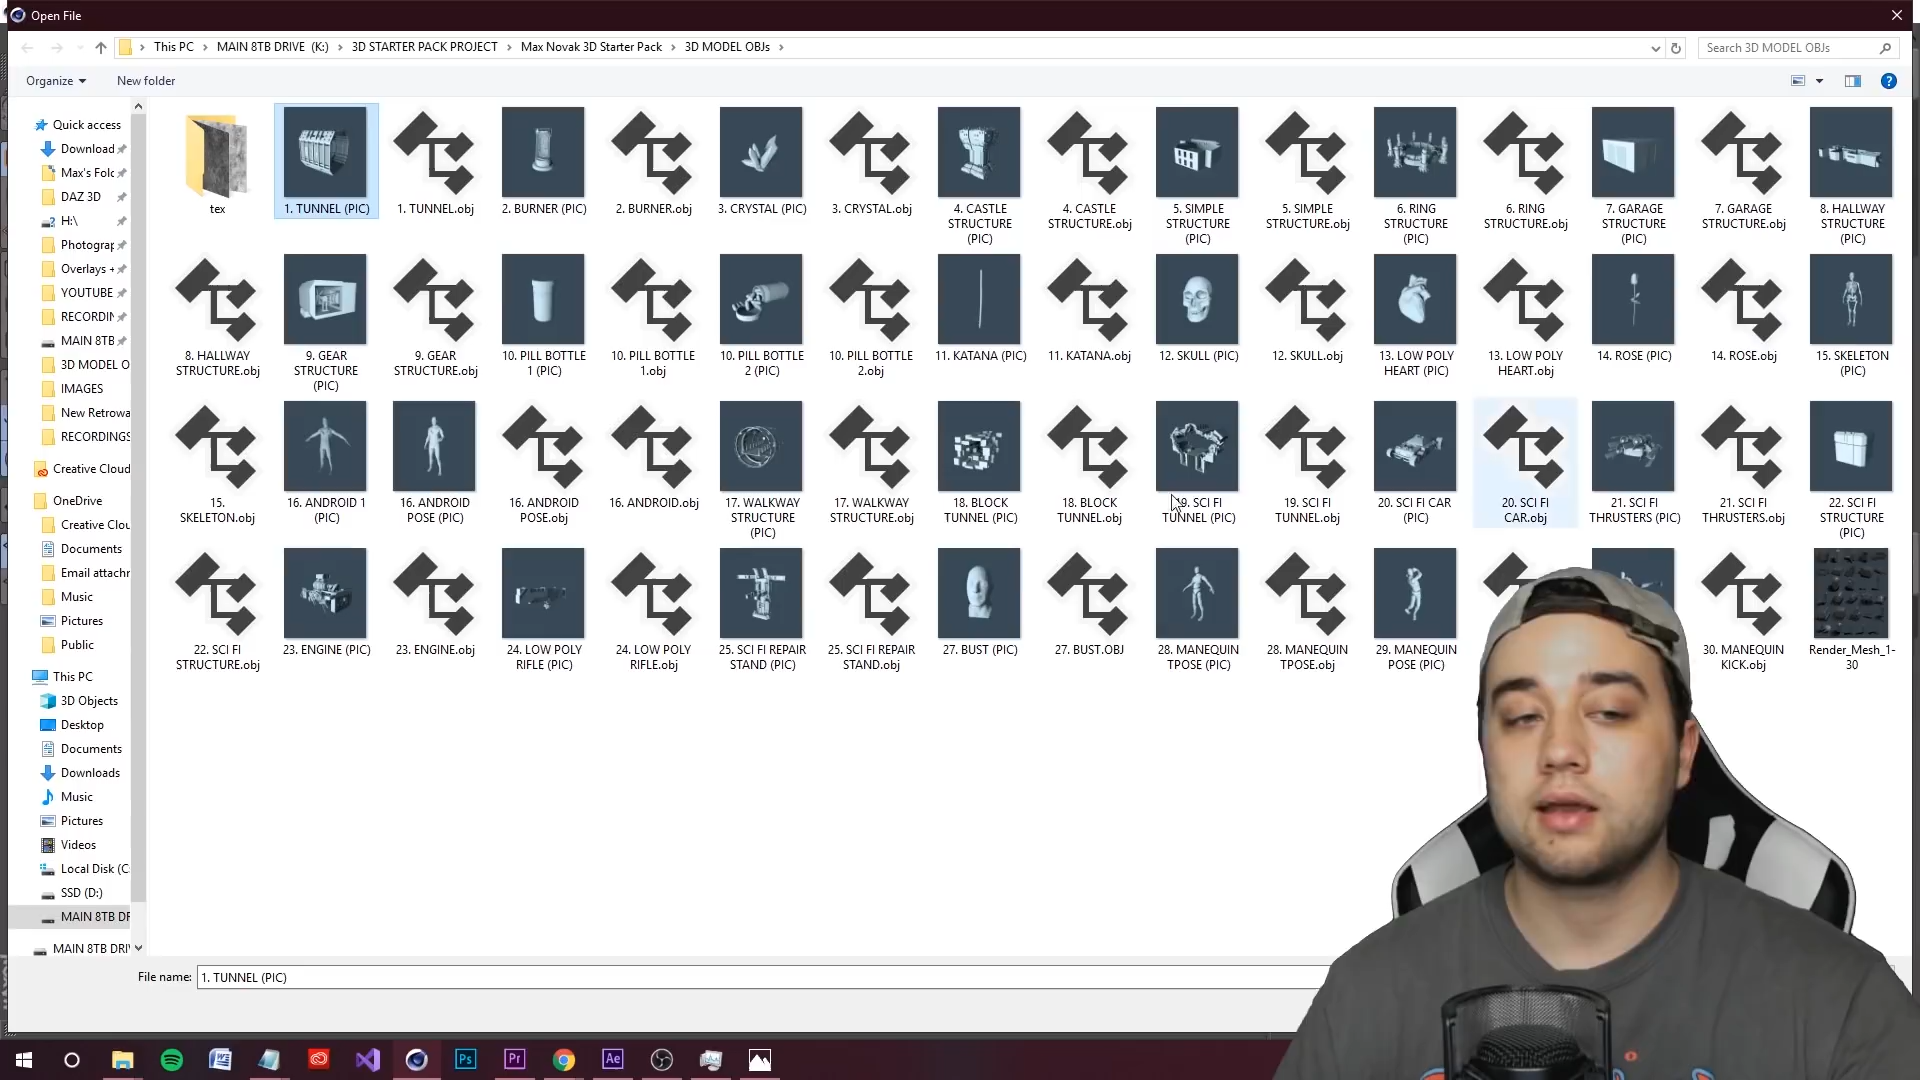 Open File
This PC > MAIN 8TB DRIVE (K:) > 3D STARTER PACK PROJECT > Max Novak 3D Starter Pack > 3D MODEL OBJs >
Search 3D MODEL OBJs
Organize
New folder
Quick access
Download
Max's Folc
DAZ 3D
H:\
Photograp
Overlays +
YOUTUBE
RECORDIN
MAIN 8TB
3D MODEL O
IMAGES
New Retrowa
RECORDINGS
Creative Cloud
OneDrive
Creative Clou
Documents
Email attachm
Music
Pictures
Public
This PC
3D Objects
Desktop
Documents
Downloads
Music
Pictures
Videos
Local Disk (C:
SSD (D:)
MAIN 8TB DR
MAIN 8TB DRIV
tex
1. TUNNEL (PIC)
1. TUNNEL.obj
2. BURNER (PIC)
2. BURNER.obj
3. CRYSTAL (PIC)
3. CRYSTAL.obj
4. CASTLE
STRUCTURE
(PIC)
4. CASTLE
STRUCTURE.obj
5. SIMPLE
STRUCTURE
(PIC)
5. SIMPLE
STRUCTURE.obj
6. RING
STRUCTURE
(PIC)
6. RING
STRUCTURE.obj
7. GARAGE
STRUCTURE
(PIC)
7. GARAGE
STRUCTURE.obj
8. HALLWAY
STRUCTURE
(PIC)
8. HALLWAY
STRUCTURE.obj
9. GEAR
STRUCTURE
(PIC)
9. GEAR
STRUCTURE.obj
10. PILL BOTTLE
1 (PIC)
10. PILL BOTTLE
1.obj
10. PILL BOTTLE
2 (PIC)
10. PILL BOTTLE
2.obj
11. KATANA (PIC)
11. KATANA.obj
12. SKULL (PIC)
12. SKULL.obj
13. LOW POLY
HEART (PIC)
13. LOW POLY
HEART.obj
14. ROSE (PIC)
14. ROSE.obj
15. SKELETON
(PIC)
15.
SKELETON.obj
16. ANDROID 1
(PIC)
16. ANDROID
POSE (PIC)
16. ANDROID
POSE.obj
16. ANDROID.obj
17. WALKWAY
STRUCTURE
(PIC)
17. WALKWAY
STRUCTURE.obj
18. BLOCK
TUNNEL (PIC)
18. BLOCK
TUNNEL.obj
19. SCI FI
TUNNEL (PIC)
19. SCI FI
TUNNEL.obj
20. SCI FI CAR
(PIC)
20. SCI FI
CAR.obj
21. SCI FI
THRUSTERS (PIC)
21. SCI FI
THRUSTERS.obj
22. SCI FI
STRUCTURE
(PIC)
22. SCI FI
STRUCTURE.obj
23. ENGINE (PIC)
23. ENGINE.obj
24. LOW POLY
RIFLE (PIC)
24. LOW POLY
RIFLE.obj
25. SCI FI REPAIR
STAND (PIC)
25. SCI FI REPAIR
STAND.obj
27. BUST (PIC)
27. BUST.OBJ
28. MANEQUIN
TPOSE (PIC)
28. MANEQUIN
TPOSE.obj
29. MANEQUIN
POSE (PIC)
30. MANEQUIN
KICK.obj
Render_Mesh_1-
30
File name:
1. TUNNEL (PIC)
Ps
Pr
Ae